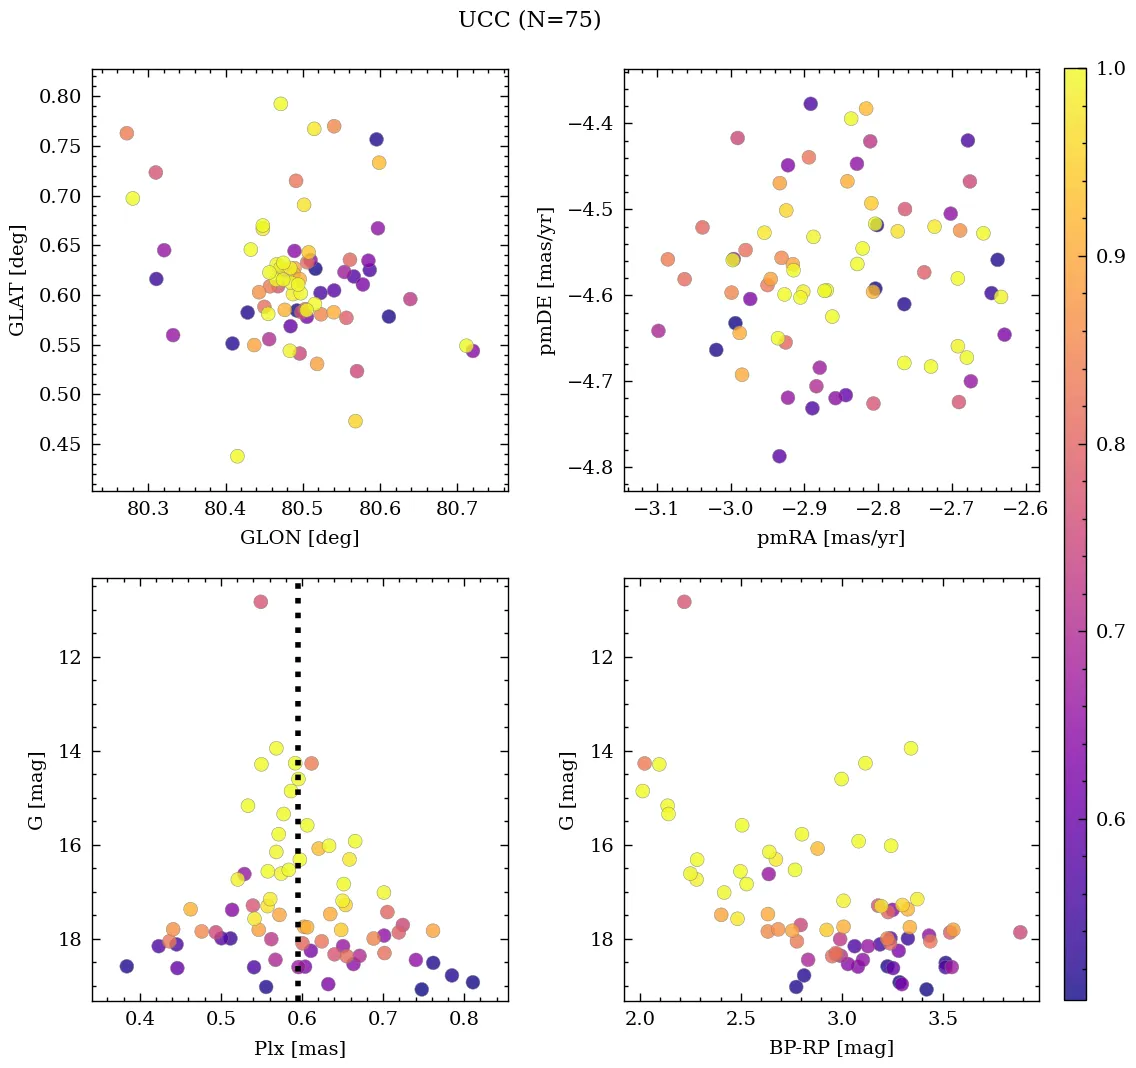 UCC (N=75)
0.80
0.75
0.70
0.65
0.60
0.55
0.50
0.45
GLAT [deg]
80.3 80.4 80.5 80.6 80.7
GLON [deg]
−4.4
−4.5
−4.6
−4.7
−4.8
pmDE [mas/yr]
−3.1 −3.0 −2.9 −2.8 −2.7 −2.6
pmRA [mas/yr]
12
14
16
18
G [mag]
0.4 0.5 0.6 0.7 0.8
Plx [mas]
12
14
16
18
G [mag]
2.0 2.5 3.0 3.5
BP-RP [mag]
1.0
0.9
0.8
0.7
0.6